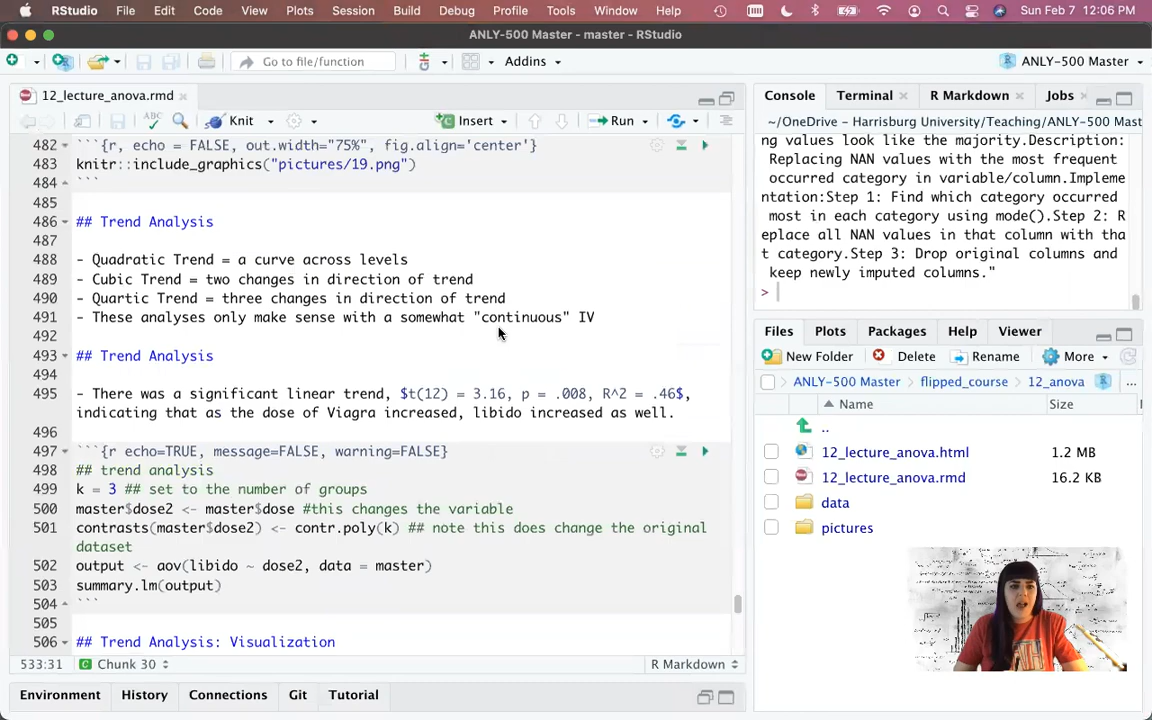 RStudio File Edit Code View Plots Session Build Debug Profile Tools Window Help Sun Feb 7 12:06 PM
ANLY-500 Master - master - RStudio
Go to file/function Addins ANLY-500 Master
12_lecture_anova.rmd
ABC Knit Insert Run
482 ```{r, echo = FALSE, out.width="75%", fig.align='center'}
483 knitr::include_graphics("pictures/19.png")
484 ```
485
486 ## Trend Analysis
487
488 - Quadratic Trend = a curve across levels
489 - Cubic Trend = two changes in direction of trend
490 - Quartic Trend = three changes in direction of trend
491 - These analyses only make sense with a somewhat "continuous" IV
492
493 ## Trend Analysis
494
495 - There was a significant linear trend, $t(12) = 3.16, p = .008, R^2 = .46$,
indicating that as the dose of Viagra increased, libido increased as well.
496
497 ```{r echo=TRUE, message=FALSE, warning=FALSE}
498 ## trend analysis
499 k = 3 ## set to the number of groups
500 master$dose2 <- master$dose #this changes the variable
501 contrasts(master$dose2) <- contr.poly(k) ## note this does change the original
dataset
502 output <- aov(libido ~ dose2, data = master)
503 summary.lm(output)
504 ```
505
506 ## Trend Analysis: Visualization
533:31 Chunk 30 R Markdown
Environment History Connections Git Tutorial
Console Terminal R Markdown Jobs
~/OneDrive – Harrisburg University/Teaching/ANLY-500 Mast
ng values look like the majority.Description:
Replacing NAN values with the most frequent
occurred category in variable/column.Impleme
ntation:Step 1: Find which category occurred
most in each category using mode().Step 2: R
eplace all NAN values in that column with tha
t category.Step 3: Drop original columns and
keep newly imputed columns."
>
Files Plots Packages Help Viewer
New Folder Delete Rename More
ANLY-500 Master flipped_course 12_anova ...
Name Size
..
12_lecture_anova.html 1.2 MB
12_lecture_anova.rmd 16.2 KB
data
pictures